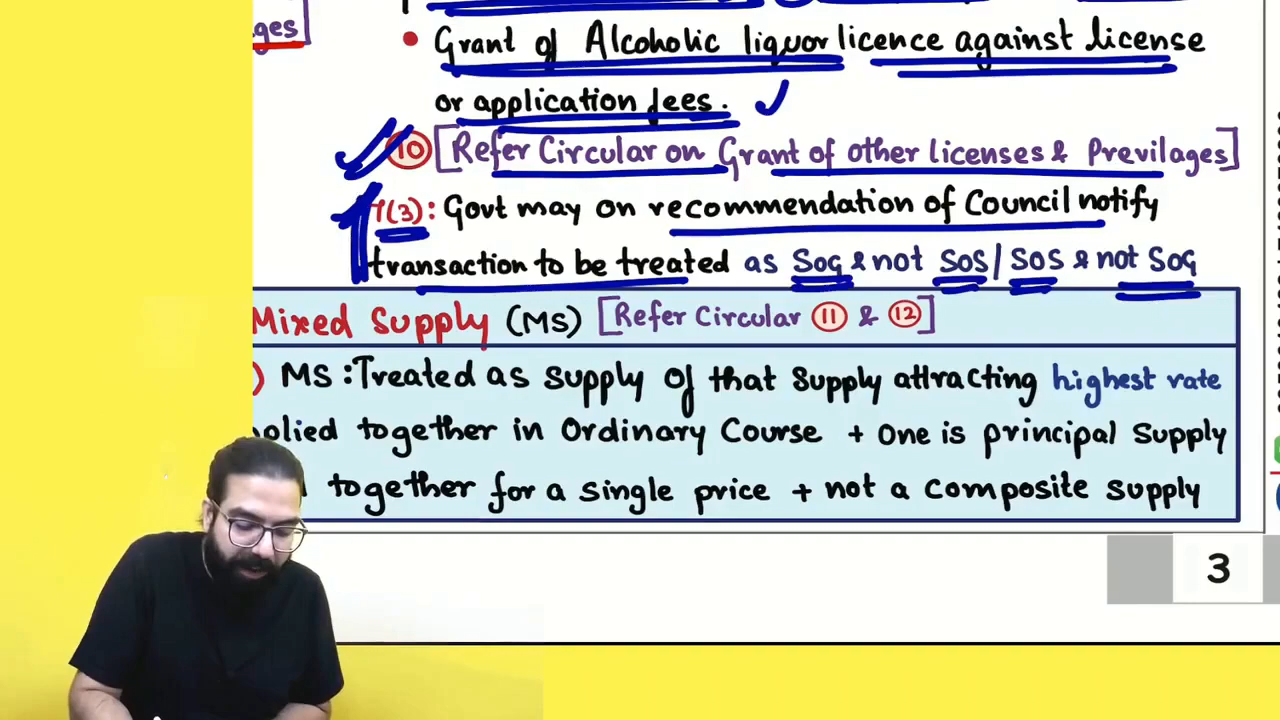 ges]
• Grant of Alcoholic liquor licence against license
or application fees.
⑩ [Refer Circular on Grant of other licenses & Previlages]
7(3): Govt may on recommendation of Council notify
transaction to be treated as SOG & not SOS / SOS & not SOG
Mixed Supply (MS) [Refer Circular ⑪ & ⑫]
) MS : Treated as supply of that supply attracting highest rate
plied together in Ordinary Course + One is principal supply
together for a single price + not a composite supply
3